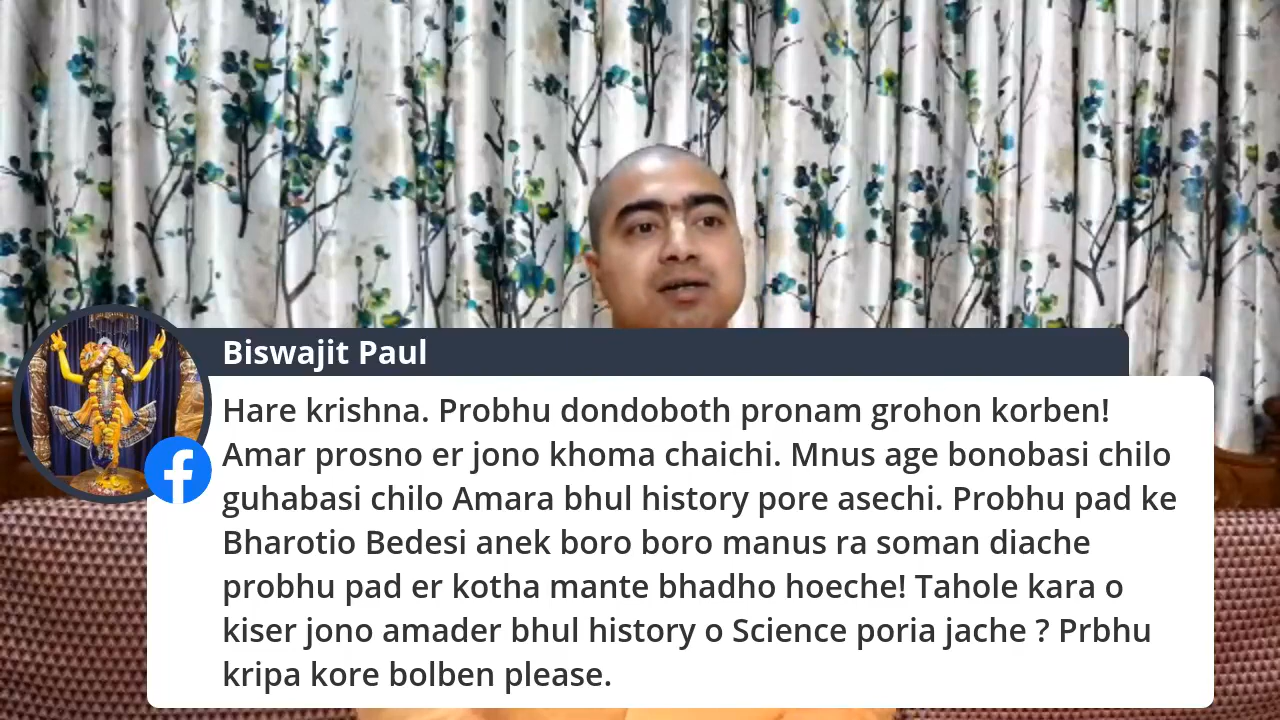 Biswajit Paul
Hare krishna. Probhu dondoboth pronam grohon korben!
Amar prosno er jono khoma chaichi. Mnus age bonobasi chilo
guhabasi chilo Amara bhul history pore asechi. Probhu pad ke
Bharotio Bedesi anek boro boro manus ra soman diache
probhu pad er kotha mante bhadho hoeche! Tahole kara o
kiser jono amader bhul history o Science poria jache ? Prbhu
kripa kore bolben please.